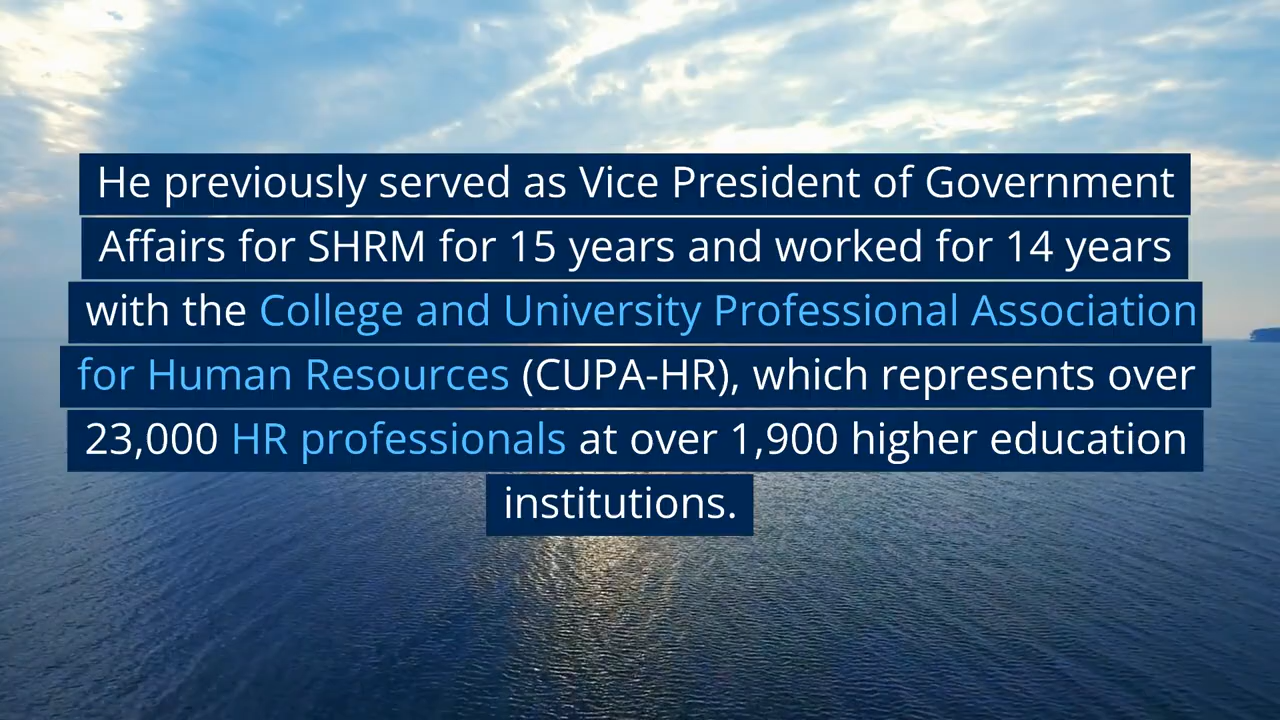 He previously served as Vice President of Government
Affairs for SHRM for 15 years and worked for 14 years
with the College and University Professional Association
for Human Resources (CUPA-HR), which represents over
23,000 HR professionals at over 1,900 higher education
institutions.